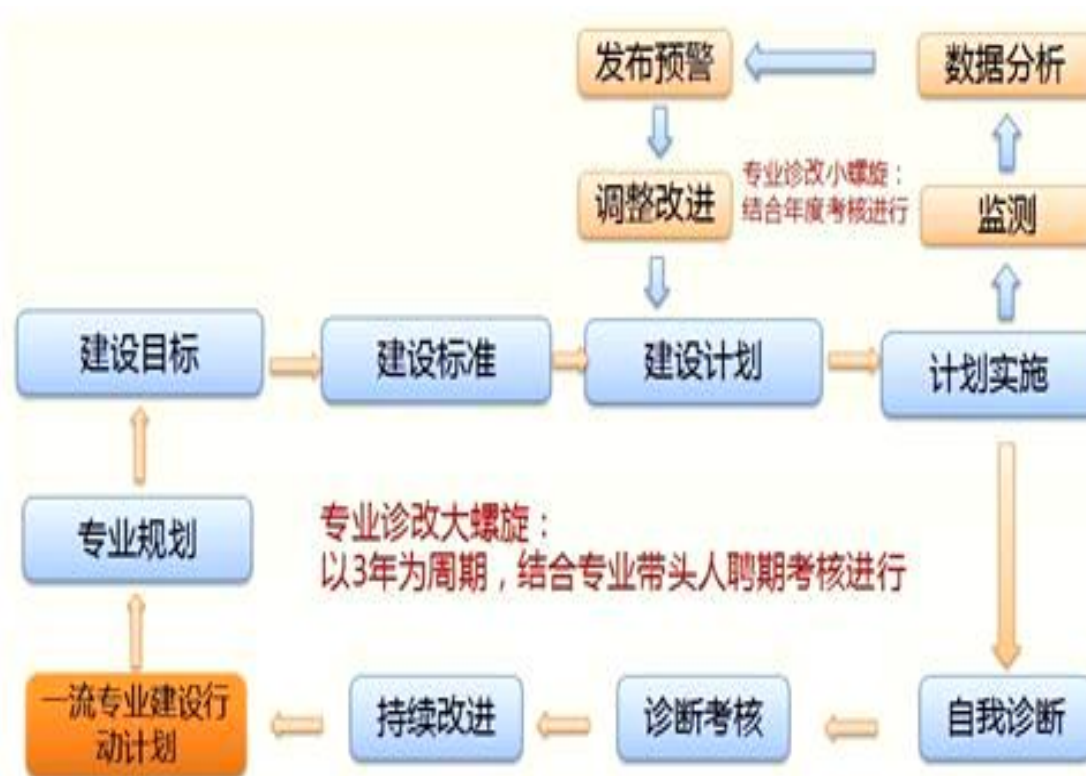 发布预警
数据分析
专业诊改小螺旋：
结合年度考核进行
调整改进
监测
建设目标
建设标准
建设计划
计划实施
专业规划
专业诊改大螺旋：
以3年为周期，结合专业带头人聘期考核进行
一流专业建设行
动计划
持续改进
诊断考核
自我诊断